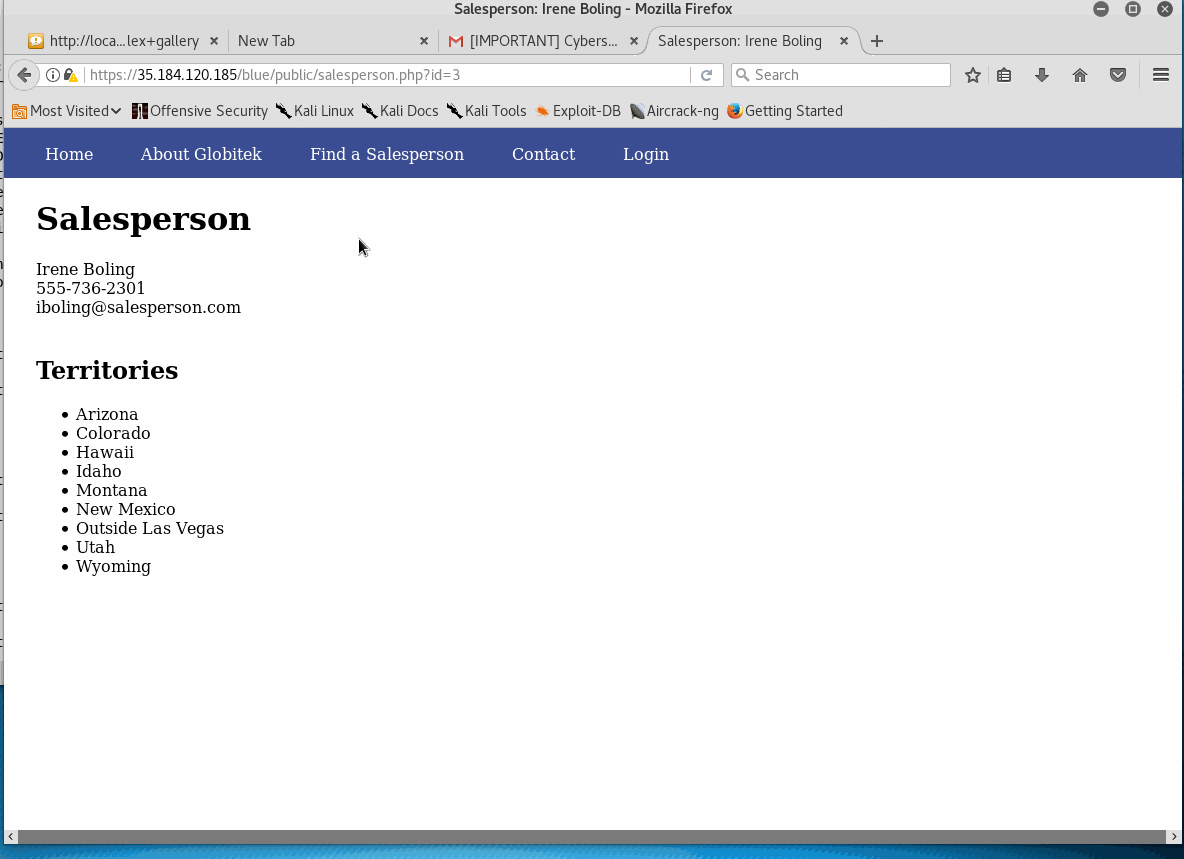 Salesperson: Irene Boling - Mozilla Firefox
http://loca...lex+gallery
New Tab
[IMPORTANT] Cybers...
Salesperson: Irene Boling
https://35.184.120.185/blue/public/salesperson.php?id=3
Search
Most Visited
Offensive Security
Kali Linux
Kali Docs
Kali Tools
Exploit-DB
Aircrack-ng
Getting Started
Home
About Globitek
Find a Salesperson
Contact
Login
Salesperson
Irene Boling
555-736-2301
iboling@salesperson.com
Territories
• Arizona
• Colorado
• Hawaii
• Idaho
• Montana
• New Mexico
• Outside Las Vegas
• Utah
• Wyoming